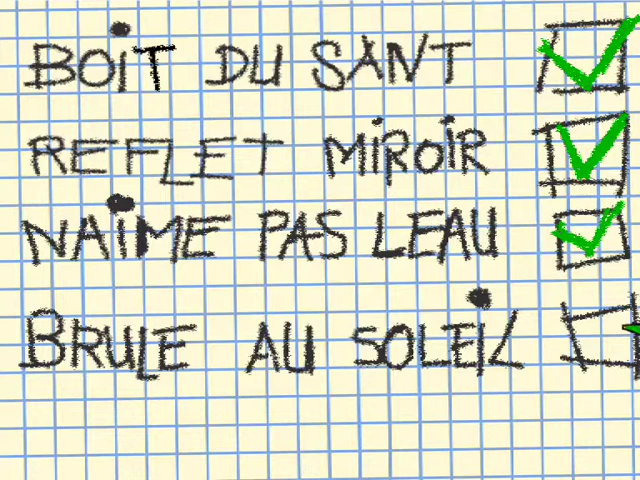 BOiT DU SANT
REFLET MiROiR
NAiME PAS LEAU
BRULE AU SOLEiL